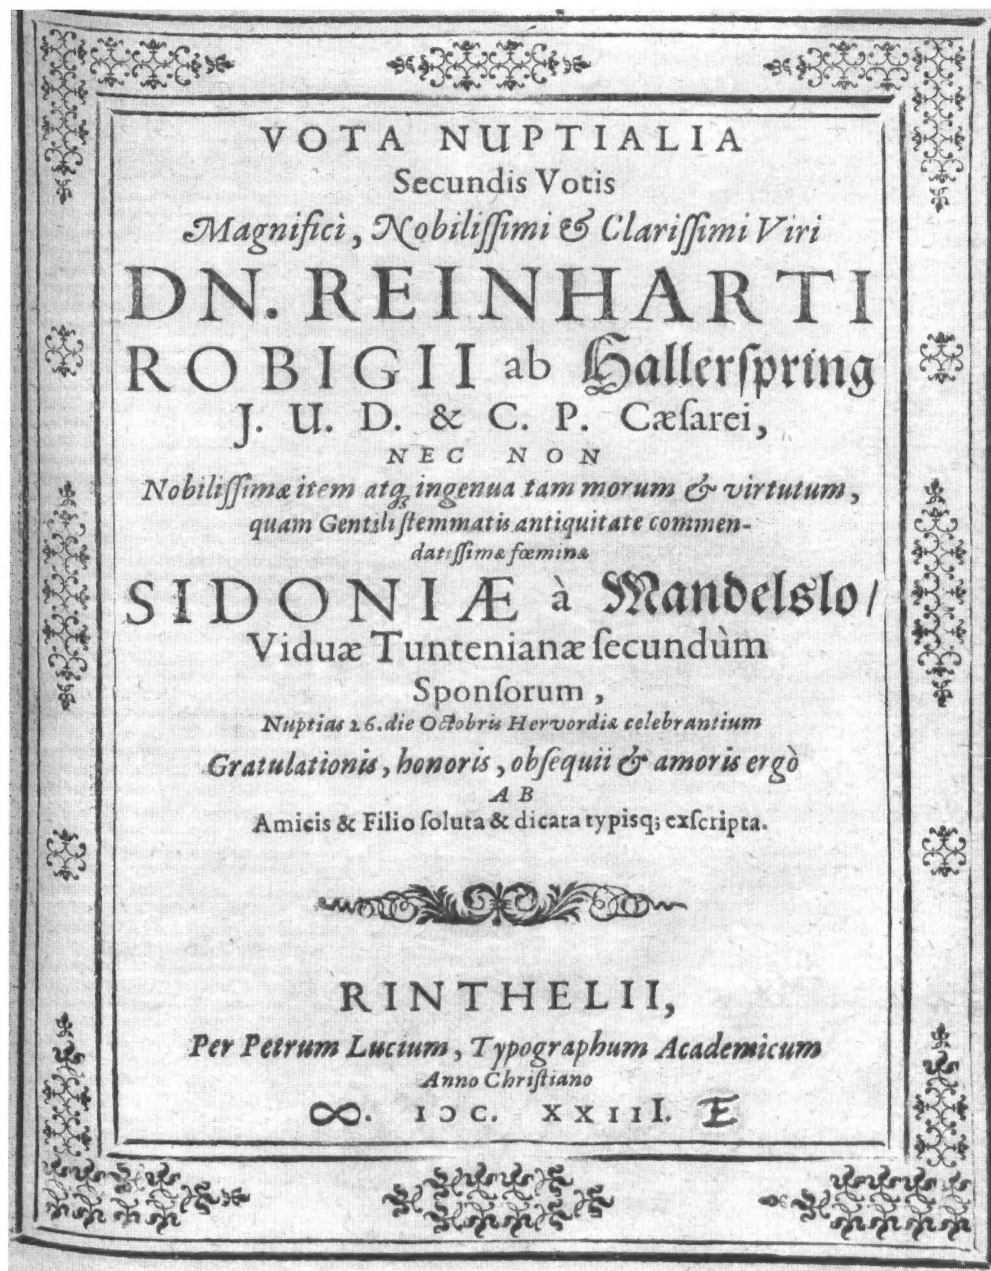 VOTA NUPTIALIA
Secundis Votis
Magnifici, Nobiliſſimi & Clariſſimi Viri
DN. REINHARTI
ROBIGII ab Hallerſpring
J. U. D. & C. P. Cæſarei,
NEC NON
Nobiliſſimæ item atq; ingenua tam morum & virtutum,
quam Gentili ſtemmatis antiquitate commen-
datiſſimæ fœminæ
SIDONIÆ à Mandelslo/
Viduæ Tuntenianæ ſecundùm
Sponſorum,
Nuptias 26. die Octobris Hervordiæ celebrantium
Gratulationis, honoris, obſequii & amoris ergò
AB
Amicis & Filio ſoluta & dicata typisq; exſcripta.
RINTHELII,
Per Petrum Lucium, Typographum Academicum
Anno Chriſtiano
∞. IↃC. XXIII. E